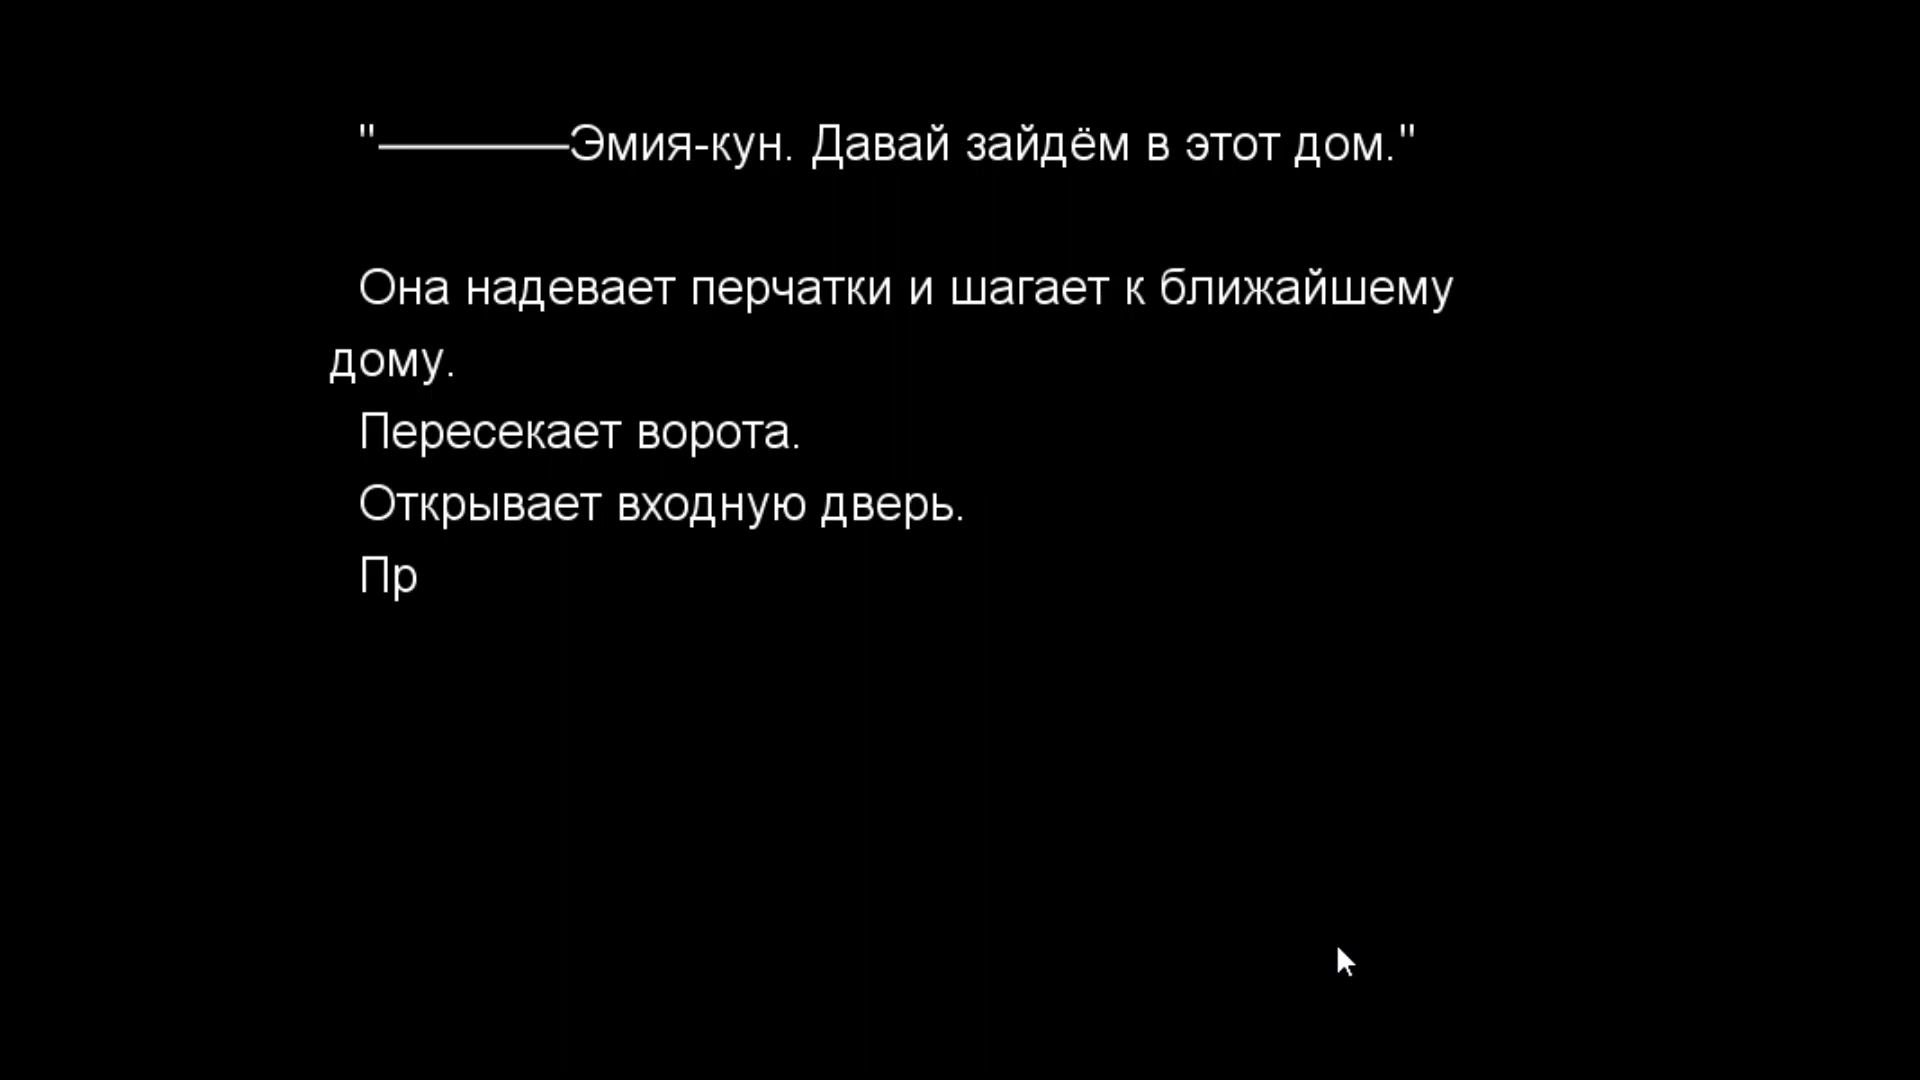 "————Эмия-кун. Давай зайдём в этот дом."
Она надевает перчатки и шагает к ближайшему
дому.
Пересекает ворота.
Открывает входную дверь.
Пр